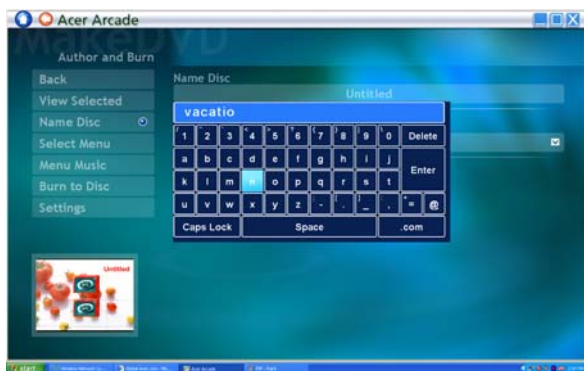 Acer Arcade
MakeDVD
Author and Burn
Back
View Selected
Name Disc
Select Menu
Menu Music
Burn to Disc
Settings
Name Disc
Untitled
vacatio
1 2 3 4 5 6 7 8 9 0 Delete
a b c d e f g h i j
Enter
k l m n o p q r s t
u v w x y z - . _ , = @
Caps Lock Space .com
Untitled
start
Acer Arcade